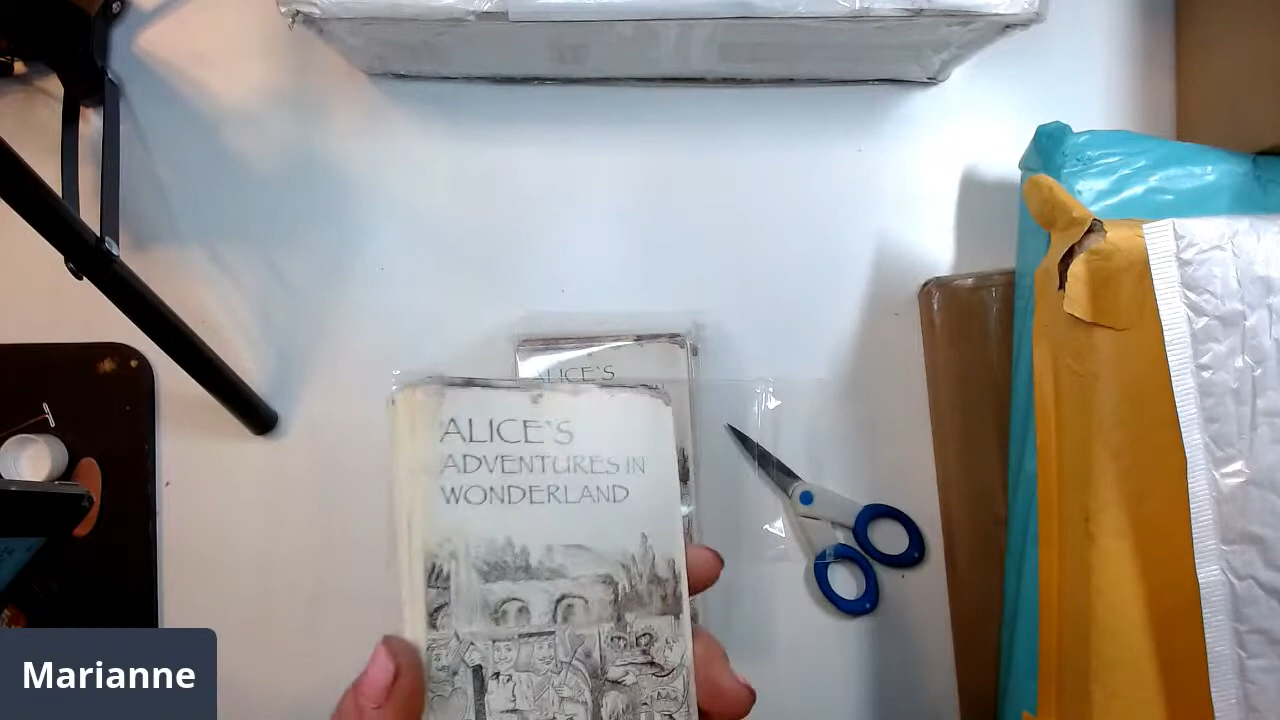 ALICE'S
ALICE'S
ADVENTURES IN
WONDERLAND
Marianne